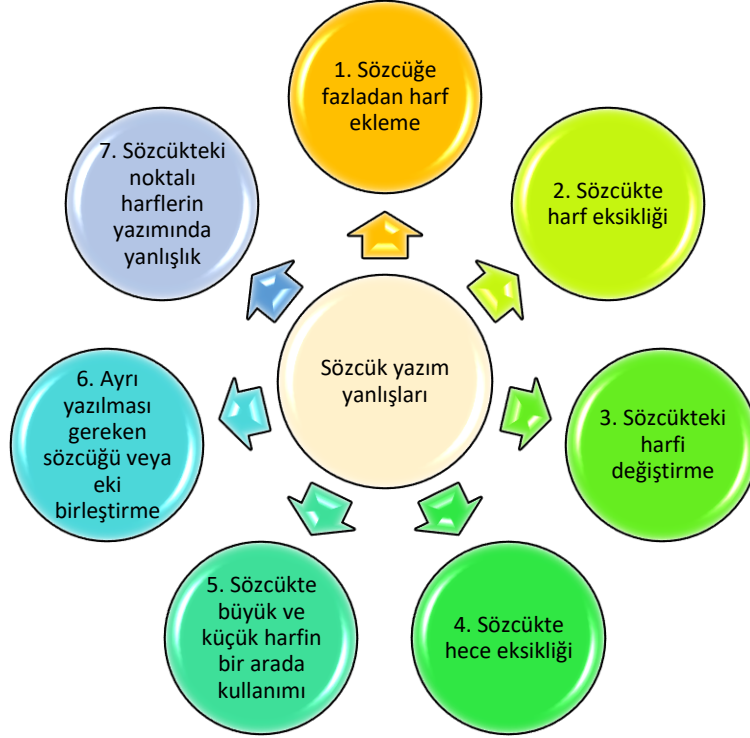 1. Sözcüğe
fazladan harf
ekleme
2. Sözcükte
harf eksikliği
3. Sözcükteki
harfi
değiştirme
4. Sözcükte
hece eksikliği
5. Sözcükte
büyük ve
küçük harfin
bir arada
kullanımı
6. Ayrı
yazılması
gereken
sözcüğü veya
eki
birleştirme
7. Sözcükteki
noktalı
harflerin
yazımında
yanlışlık
Sözcük yazım
yanlışları